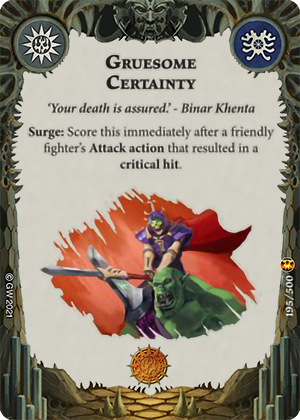 GRUESOME
CERTAINTY
‘Your death is assured.’ - Binar Khenta
Surge: Score this immediately after a friendly
fighter’s Attack action that resulted in a
critical hit.
© GW 2021
195/500